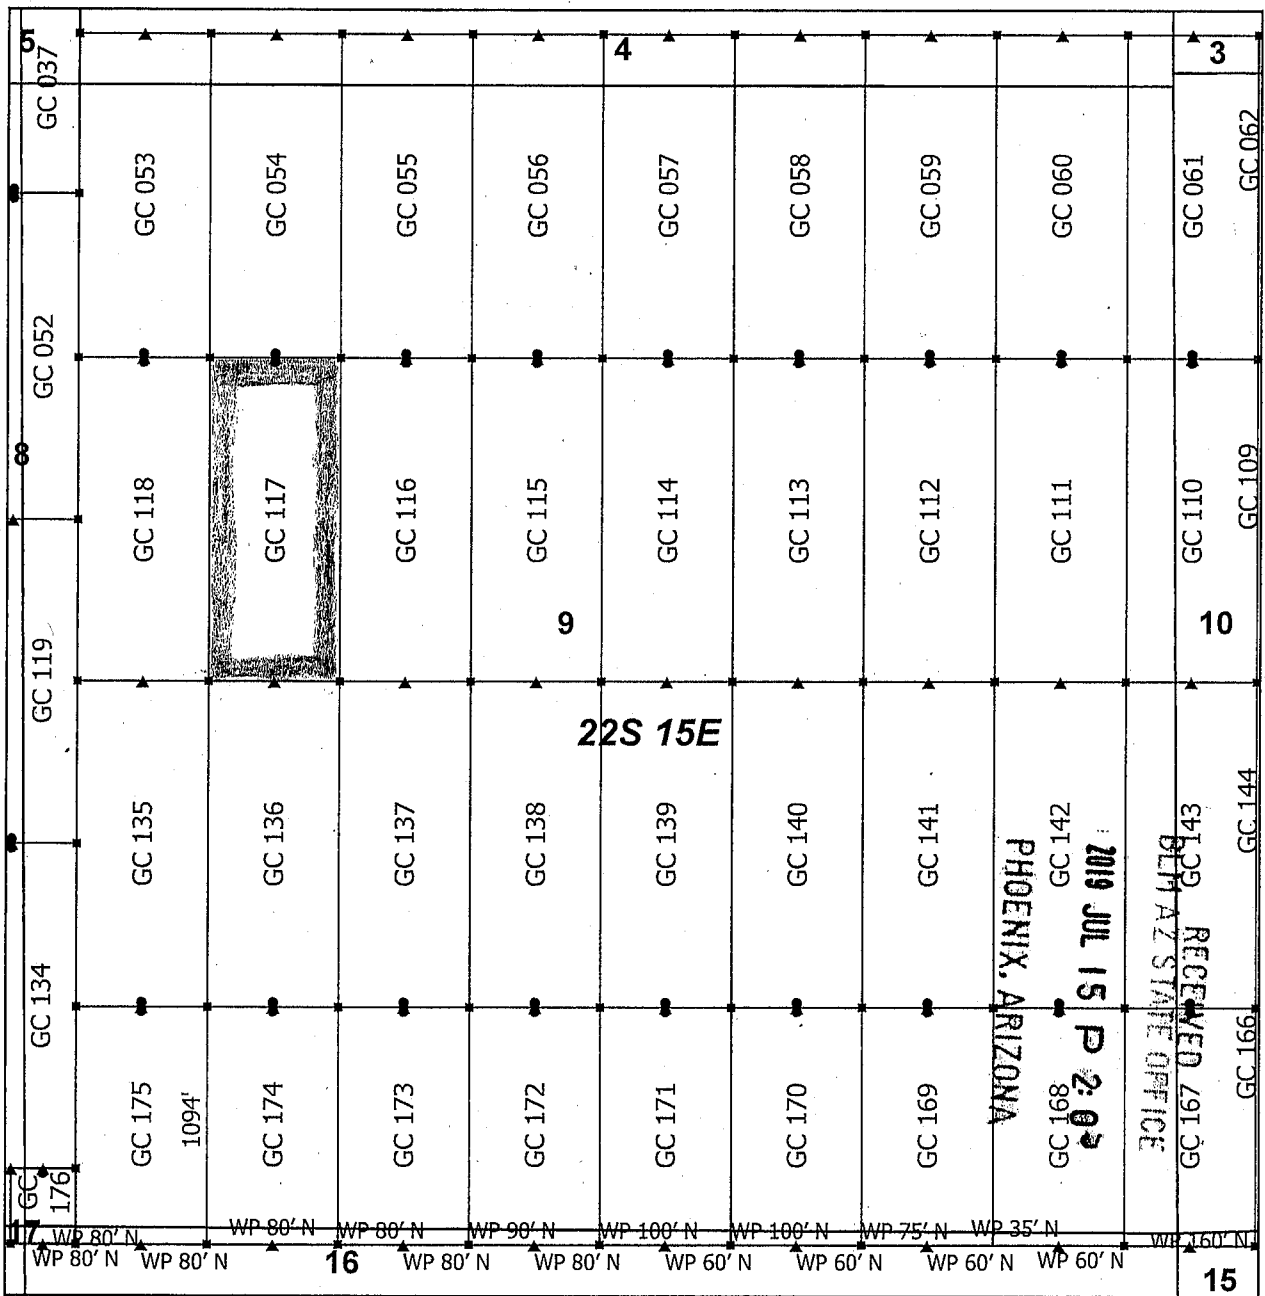 5
4
3
GC 037
GC 053
GC 054
GC 055
GC 056
GC 057
GC 058
GC 059
GC 060
GC 061
GC 062
GC 052
8
GC 118
GC 117
GC 116
GC 115
GC 114
GC 113
GC 112
GC 111
GC 110
GC 109
9
10
GC 119
22S 15E
GC 135
GC 136
GC 137
GC 138
GC 139
GC 140
GC 141
GC 142
GC 143
GC 144
RECEIVED
BLM AZ STATE OFFICE
2019 JUL 15 P 2:03
PHOENIX, ARIZONA
GC 134
GC 175
1094'
GC 174
GC 173
GC 172
GC 171
GC 170
GC 169
GC 168
GC 167
GC 166
GC 176
17
WP 80' N
WP 80' N
WP 80' N
WP 90' N
WP 100' N
WP 100' N
WP 75' N
WP 35' N
WP 160' N
WP 80' N
WP 80' N
16
WP 80' N
WP 80' N
WP 60' N
WP 60' N
WP 60' N
WP 60' N
15